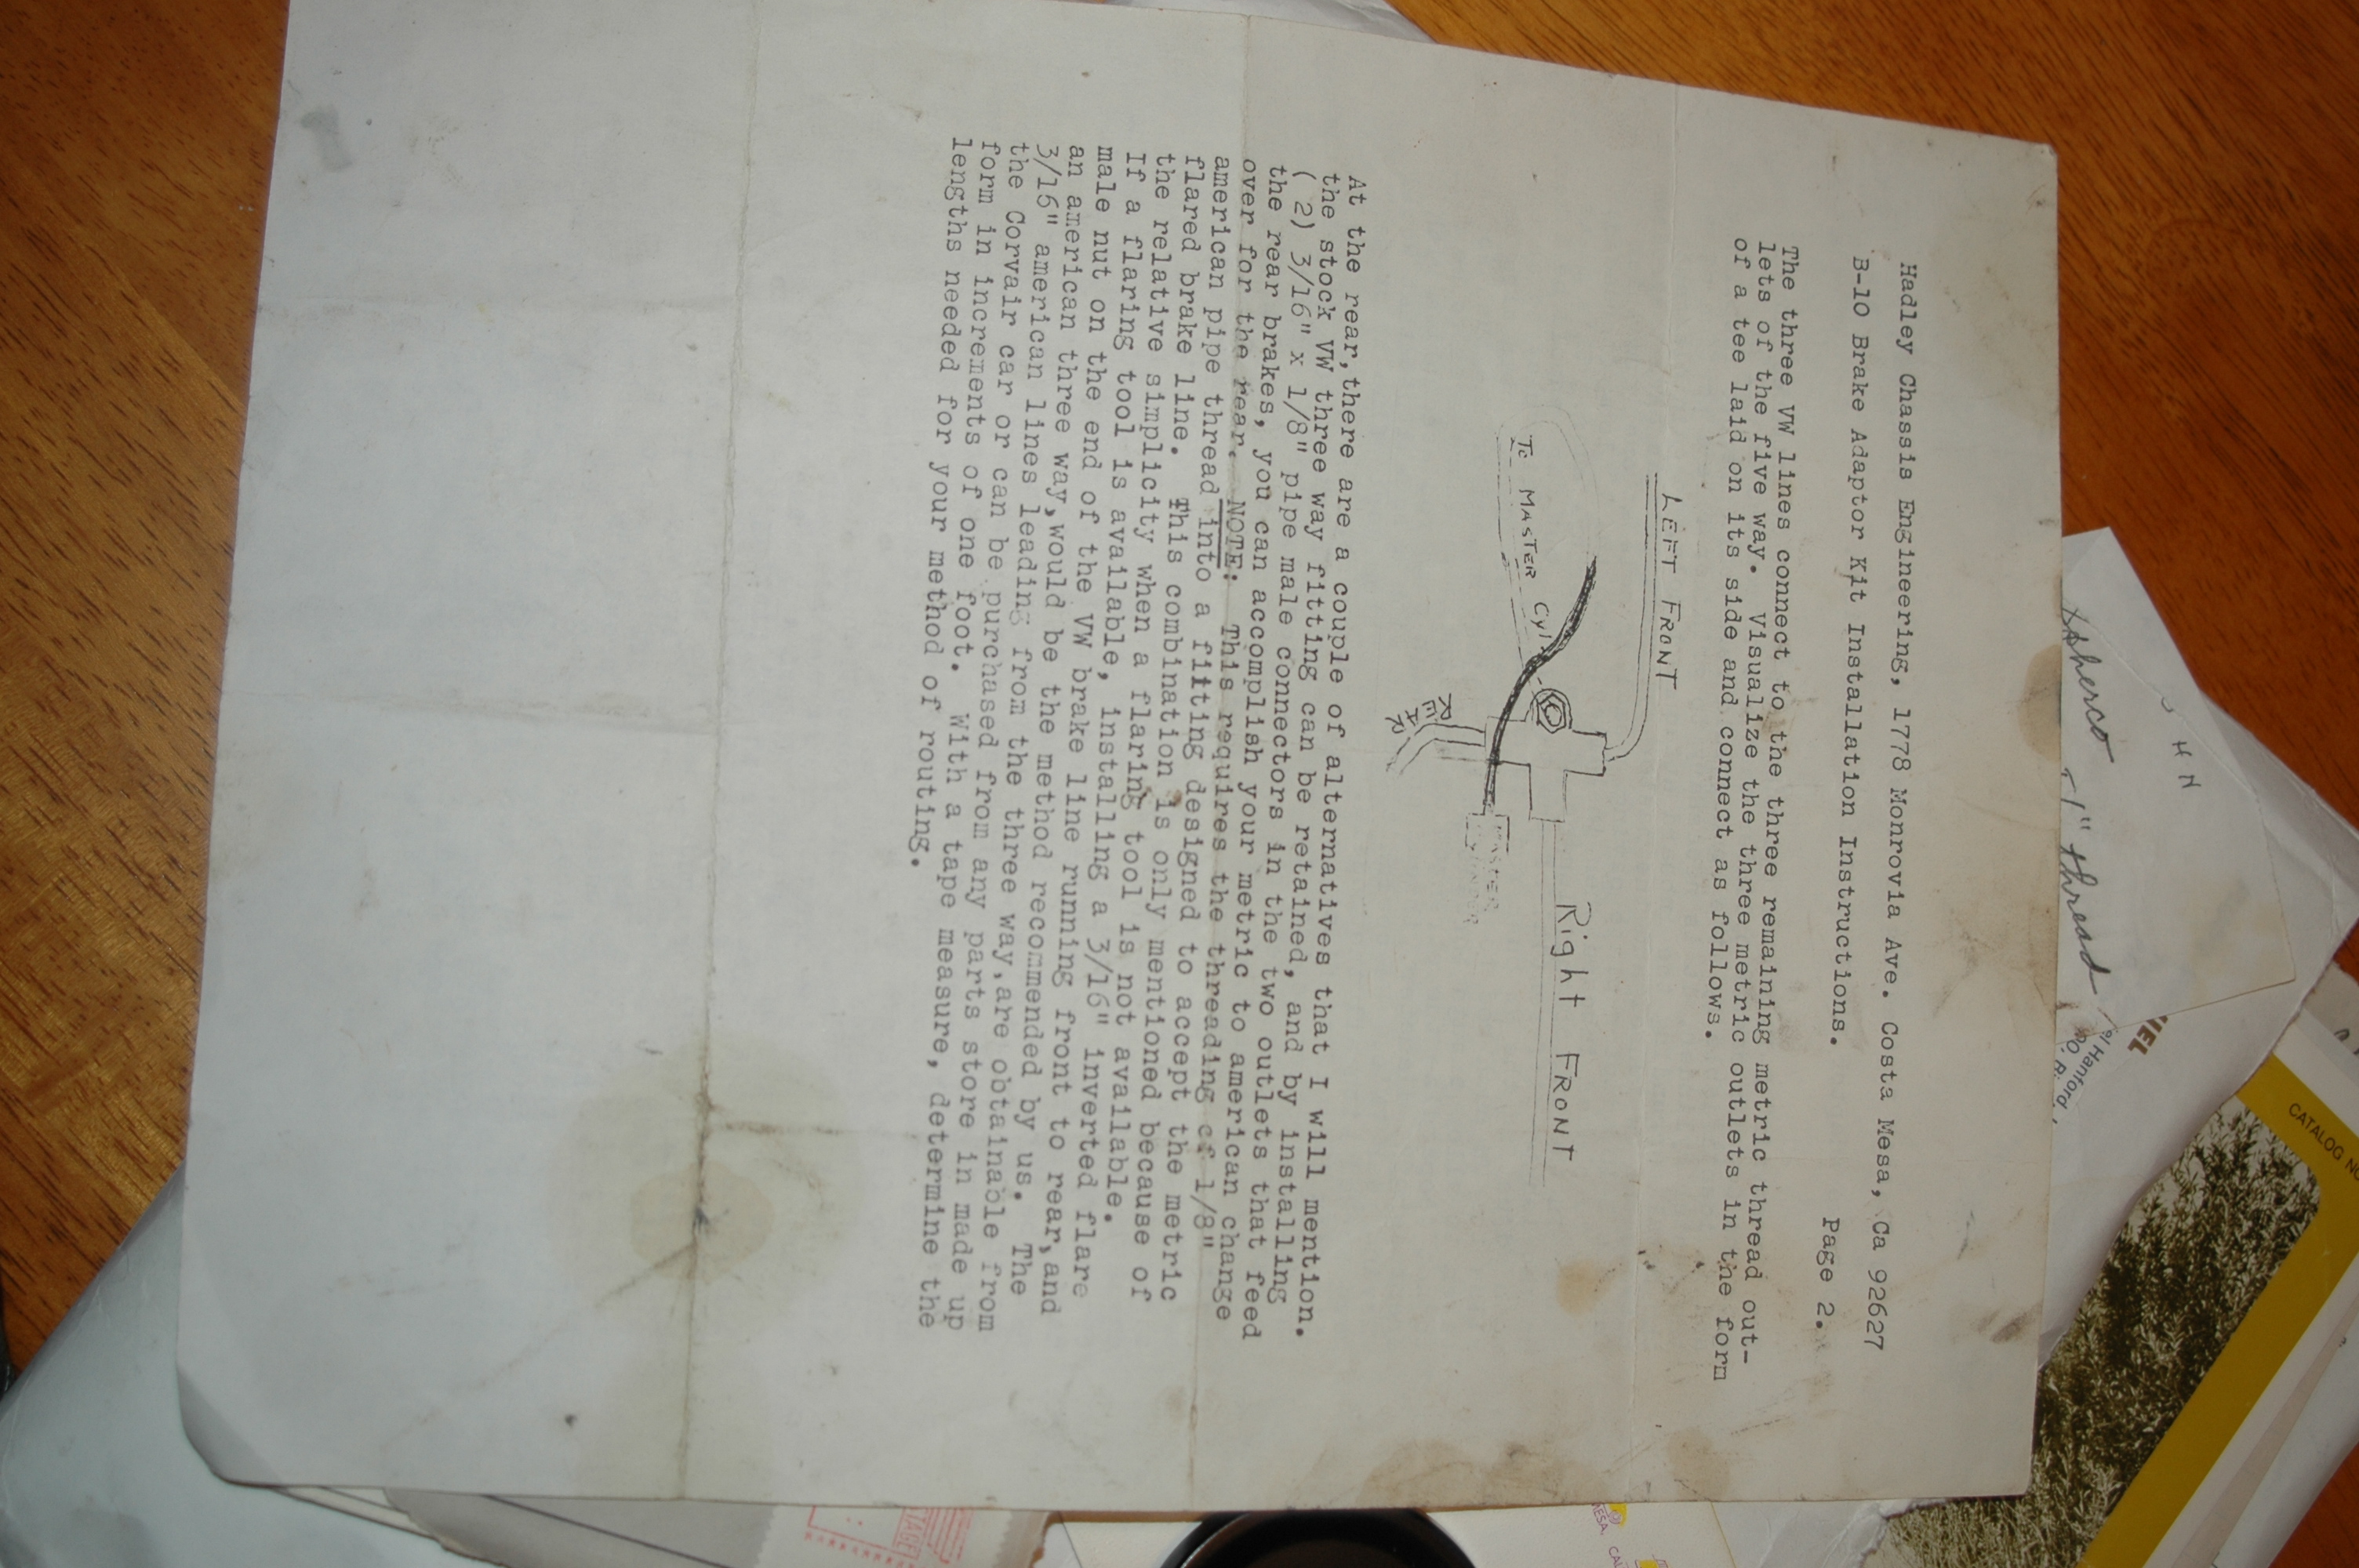 Hadley Chassis Engineering, 1778 Monrovia Ave. Costa Mesa, Ca 92627
B-10 Brake Adaptor Kit Installation Instructions.
Page 2.
The three VW lines connect to the three remaining metric thread out-
lets of the five way. Visualize the three metric outlets in the form
of a tee laid on its side and connect as follows.
LEFT FRONT
To MASTER Cyl
REAR
MASTER
Right FRONT
At the rear, there are a couple of alternatives that I will mention.
the stock VW three way fitting can be retained, and by installing
( 2) 3/16" x 1/8" pipe male connectors in the two outlets that feed
the rear brakes, you can accomplish your metric to american change
over for the rear. NOTE: This requires the threading of 1/8"
american pipe thread into a fitting designed to accept the metric
flared brake line. This combination is only mentioned because of
the relative simplicity when a flaring tool is not available.
If a flaring tool is available, installing a 3/16" inverted flare
male nut on the end of the VW brake line running front to rear, and
an american three way, would be the method recommended by us. The
3/16" american lines leading from the three way, are obtainable from
the Corvair car or can be purchased from any parts store in made up
form in increments of one foot. With a tape measure, determine the
lengths needed for your method of routing.
1" thread
H N
CATALOG